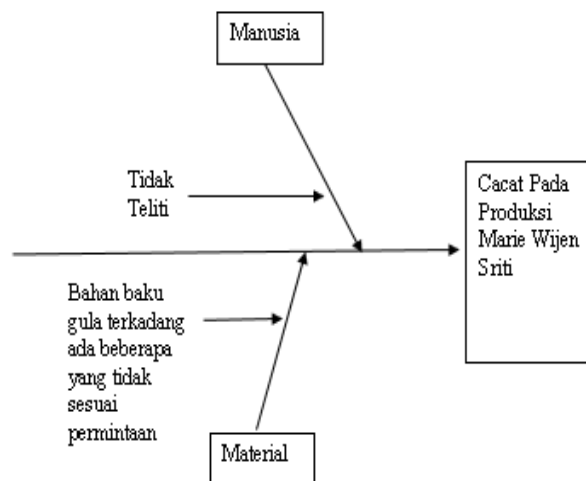 Manusia
Tidak
Teliti
Cacat Pada
Produksi
Marie Wijen
Sriti
Bahan baku
gula terkadang
ada beberapa
yang tidak
sesuai
permintaan
Material